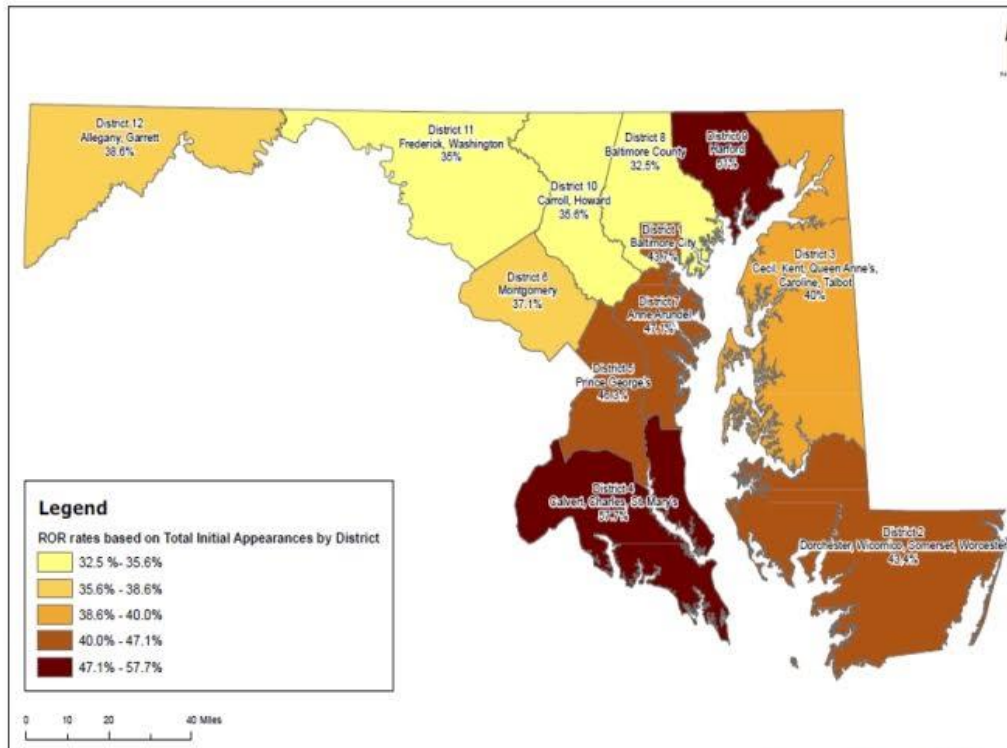 District 12
Allegany, Garrett
38.6%
District 11
Frederick, Washington
35%
District 10
Carroll, Howard
35.6%
District 8
Baltimore County
32.5%
District 9
Harford
51%
District 1
Baltimore City
District 3
Cecil, Kent, Queen Anne's,
Caroline, Talbot
40%
District 6
Montgomery
37.1%
District 7
Anne Arundel
47.1%
District 5
Prince George's
District 4
Calvert, Charles, St. Mary's
57.7%
District 2
Dorchester, Wicomico, Somerset, Worcester
43.4%
Legend
ROR rates based on Total Initial Appearances by District
32.5 %- 35.6%
35.6% - 38.6%
38.6% - 40.0%
40.0% - 47.1%
47.1% - 57.7%
0 10 20 40 Miles